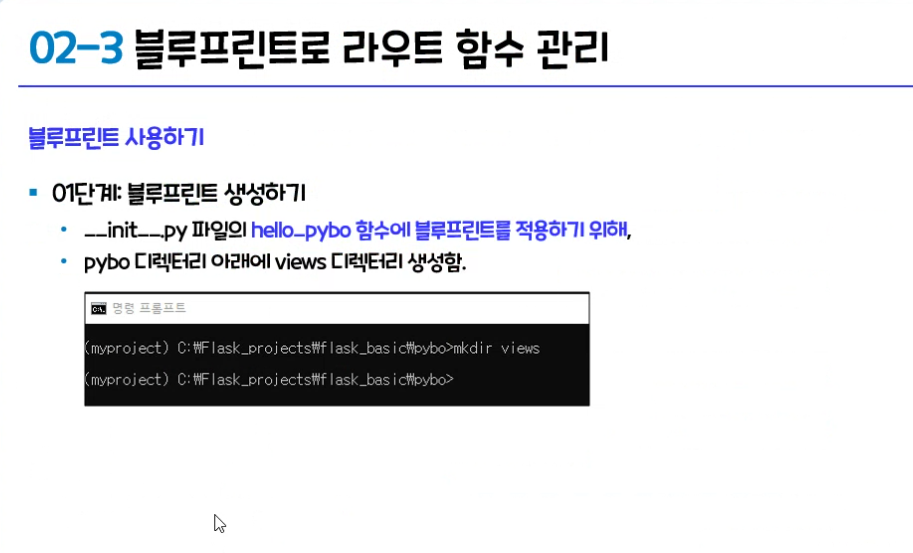 02-3 블루프린트로 라우트 함수 관리
블루프린트 사용하기
▪ 01단계: 블루프린트 생성하기
• __init__.py 파일의 hello_pybo 함수에 블루프린트를 적용하기 위해,
• pybo 디렉터리 아래에 views 디렉터리 생성함.
명령 프롬프트
(myproject) C:₩Flask_projects₩flask_basic₩pybo>mkdir views
(myproject) C:₩Flask_projects₩flask_basic₩pybo>